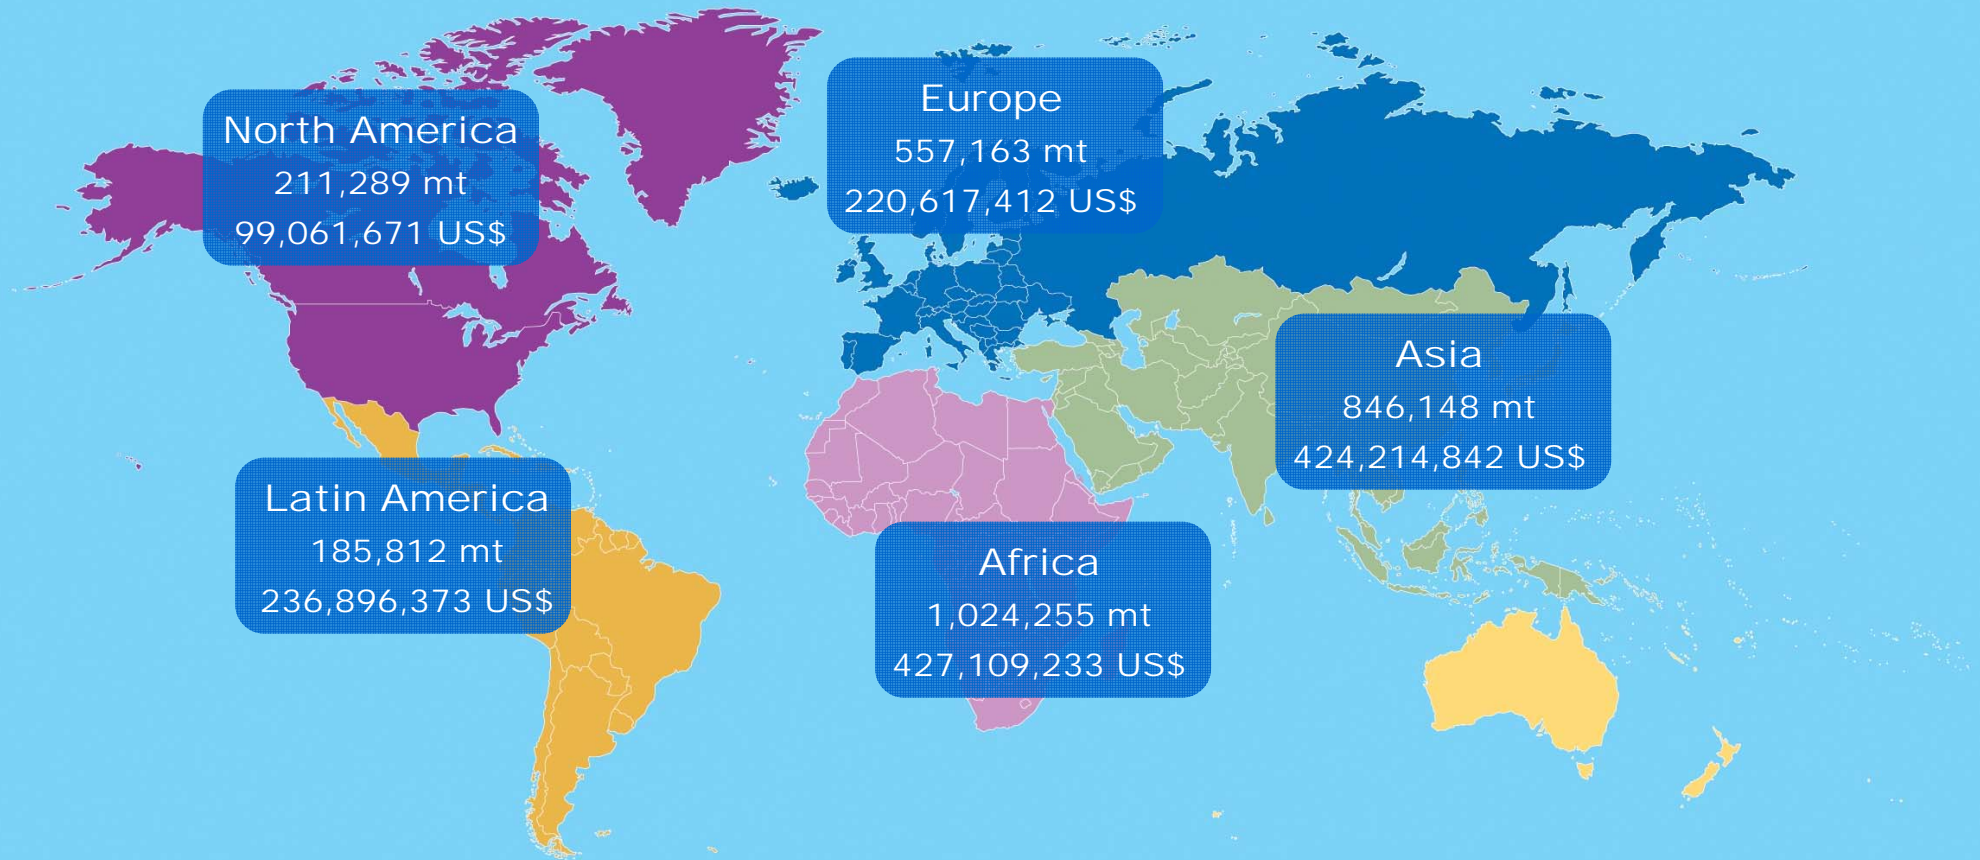 North America
211,289 mt
99,061,671 US$
Europe
557,163 mt
220,617,412 US$
Asia
846,148 mt
424,214,842 US$
Latin America
185,812 mt
236,896,373 US$
Africa
1,024,255 mt
427,109,233 US$